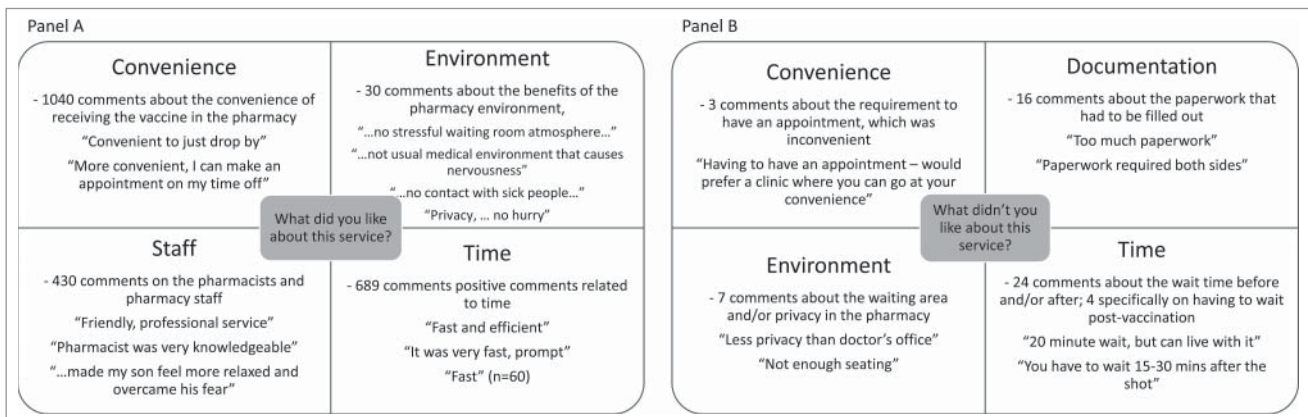 Panel A
Convenience
- 1040 comments about the convenience of
receiving the vaccine in the pharmacy
“Convenient to just drop by”
“More convenient, I can make an
appointment on my time off”
Environment
- 30 comments about the benefits of the
pharmacy environment,
“...no stressful waiting room atmosphere...”
“...not usual medical environment that causes
nervousness”
“...no contact with sick people...”
“Privacy, ... no hurry”
What did you like
about this service?
Staff
- 430 comments on the pharmacists and
pharmacy staff
“Friendly, professional service”
“Pharmacist was very knowledgeable”
“...made my son feel more relaxed and
overcame his fear”
Time
- 689 comments positive comments related
to time
“Fast and efficient”
“It was very fast, prompt”
“Fast” (n=60)
Panel B
Convenience
- 3 comments about the requirement to
have an appointment, which was
inconvenient
“Having to have an appointment – would
prefer a clinic where you can go at your
convenience”
Documentation
- 16 comments about the paperwork that
had to be filled out
“Too much paperwork”
“Paperwork required both sides”
What didn’t you
like about this
service?
Environment
- 7 comments about the waiting area
and/or privacy in the pharmacy
“Less privacy than doctor’s office”
“Not enough seating”
Time
- 24 comments about the wait time before
and/or after; 4 specifically on having to wait
post-vaccination
“20 minute wait, but can live with it”
“You have to wait 15-30 mins after the
shot”